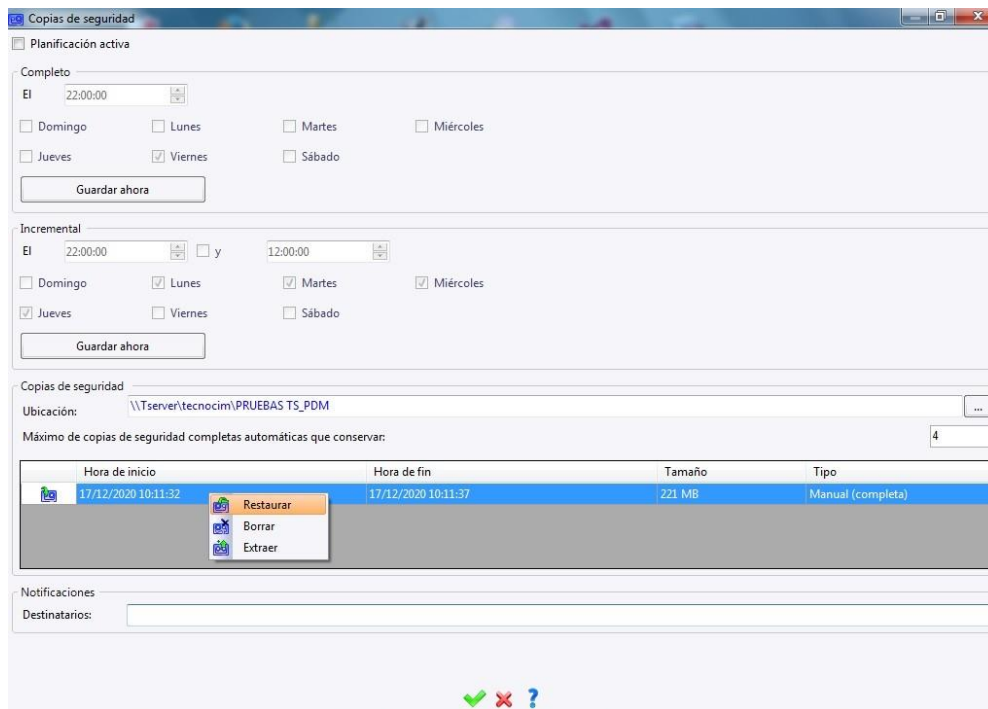 Copias de seguridad
Planificación activa
Completo
El 22:00:00
Domingo Lunes Martes Miércoles
Jueves Viernes Sábado
Guardar ahora
Incremental
El 22:00:00 y 12:00:00
Domingo Lunes Martes Miércoles
Jueves Viernes Sábado
Guardar ahora
Copias de seguridad
Ubicación: \\Tserver\tecnocim\PRUEBAS TS_PDM ...
Máximo de copias de seguridad completas automáticas que conservar: 4
Hora de inicio Hora de fin Tamaño Tipo
17/12/2020 10:11:32 17/12/2020 10:11:37 221 MB Manual (completa)
Restaurar
Borrar
Extraer
Notificaciones
Destinatarios: